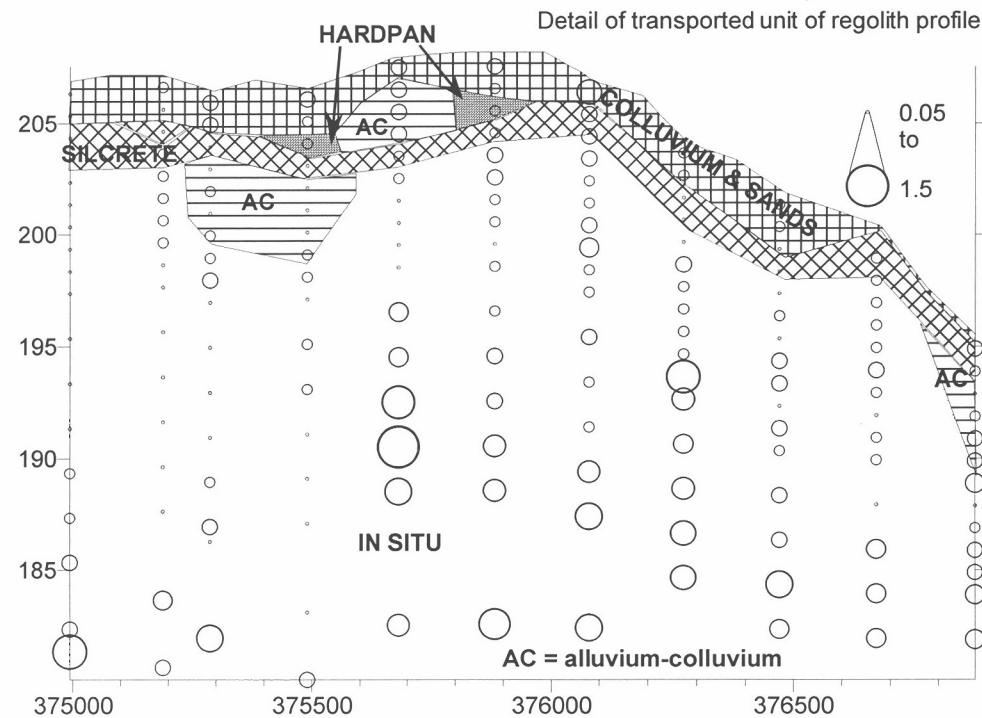 Detail of transported unit of regolith profile
HARDPAN
205
AC
COLLUVIUM & SANDS
0.05
to
1.5
SILCRETE
AC
200
195
AC
190
IN SITU
185
AC = alluvium-colluvium
375000
375500
376000
376500